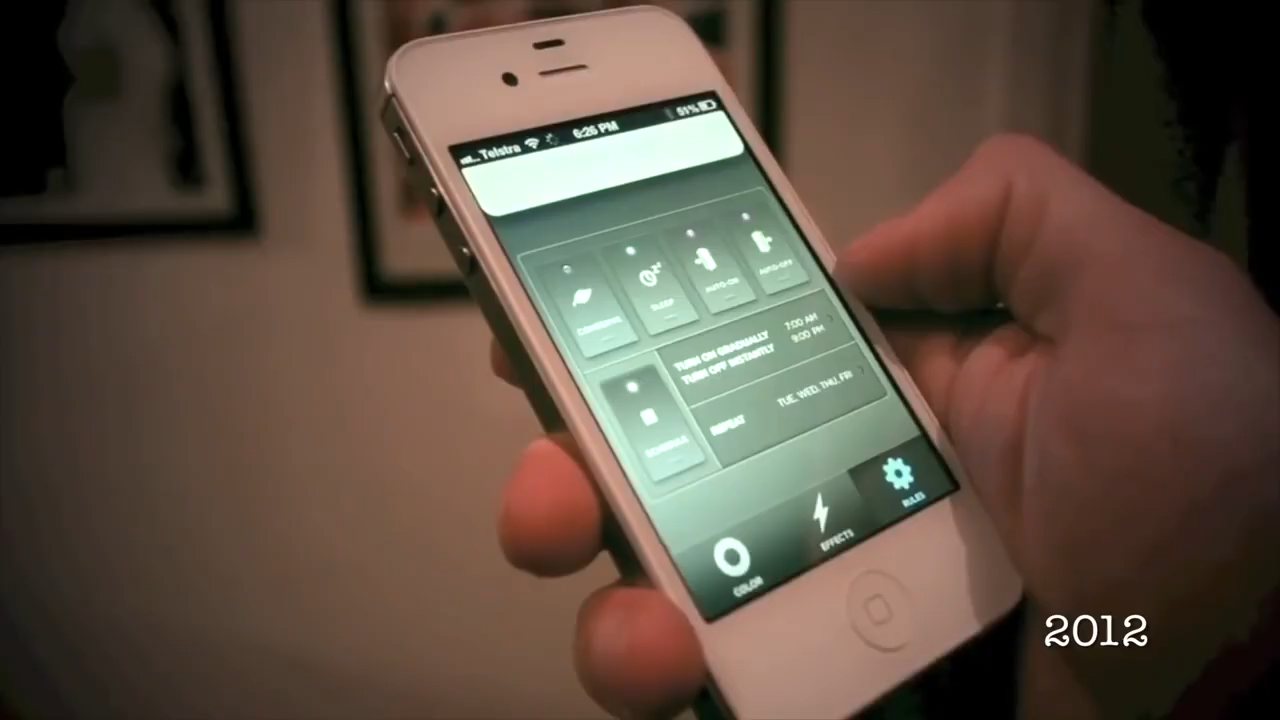 Telstra 6:26 PM 51%
SLEEP
AUTO-ON
AUTO-OFF
TURN ON GRADUALLY 7:00 AM
TURN OFF INSTANTLY 9:00 PM
SCHEDULE
REPEAT TUE, WED, THU, FRI
COLOR
EFFECTS
RULES
2012